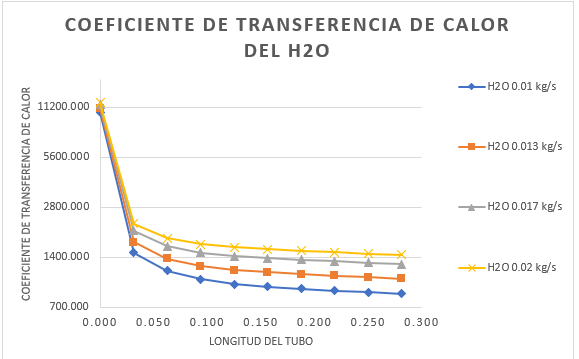 COEFICIENTE DE TRANSFERENCIA DE CALOR
DEL H2O
COEFICIENTE DE TRANSFERENCIA DE CALOR
11200.000
5600.000
2800.000
1400.000
700.000
0.000 0.050 0.100 0.150 0.200 0.250 0.300
LONGITUD DEL TUBO
H2O 0.01 kg/s
H2O 0.013 kg/s
H2O 0.017 kg/s
H2O 0.02 kg/s